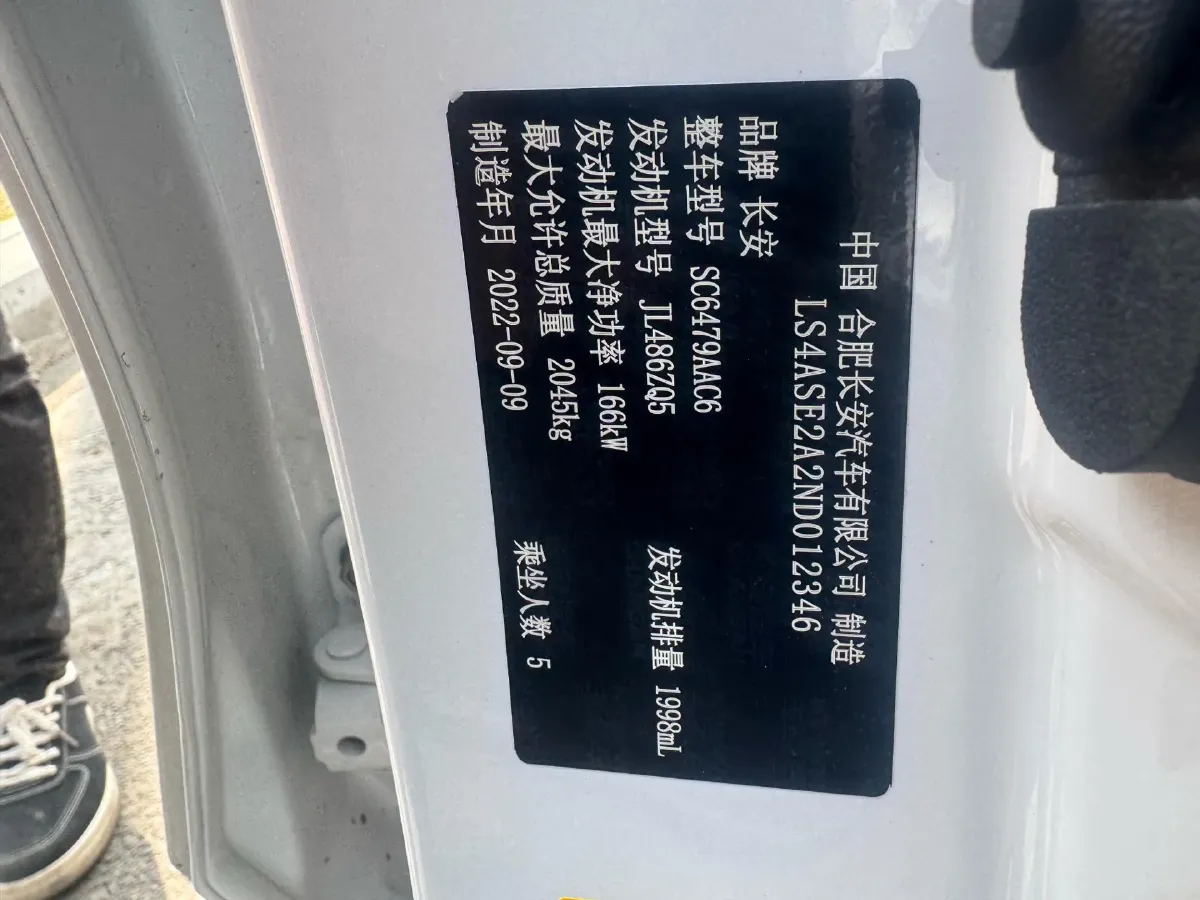 中国 合肥长安汽车有限公司 制造
LS4ASE2A2ND012346
品牌 长安
整车型号 SC6479AAC6
发动机型号 JL486ZQ5 发动机排量 1998mL
发动机最大净功率 166kW
最大允许总质量 2045kg 乘坐人数 5
制造年月 2022-09-09